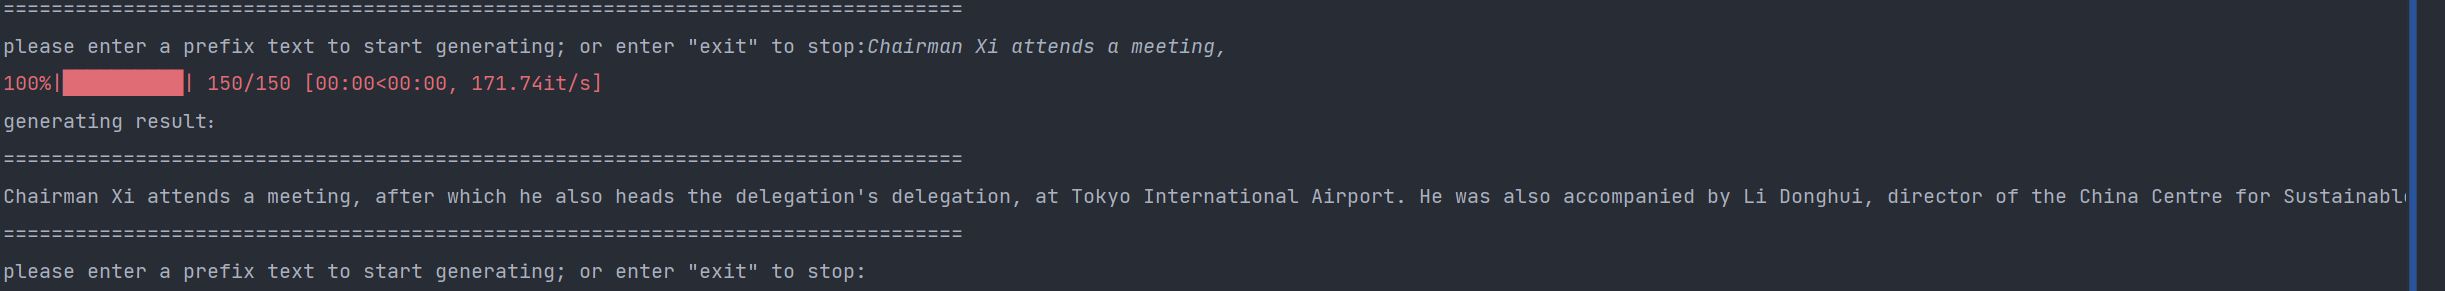 ================================================================================
please enter a prefix text to start generating; or enter "exit" to stop:Chairman Xi attends a meeting,
100%|██████████| 150/150 [00:00<00:00, 171.74it/s]
generating result:
================================================================================
Chairman Xi attends a meeting, after which he also heads the delegation's delegation, at Tokyo International Airport. He was also accompanied by Li Donghui, director of the China Centre for Sustainabl
================================================================================
please enter a prefix text to start generating; or enter "exit" to stop: